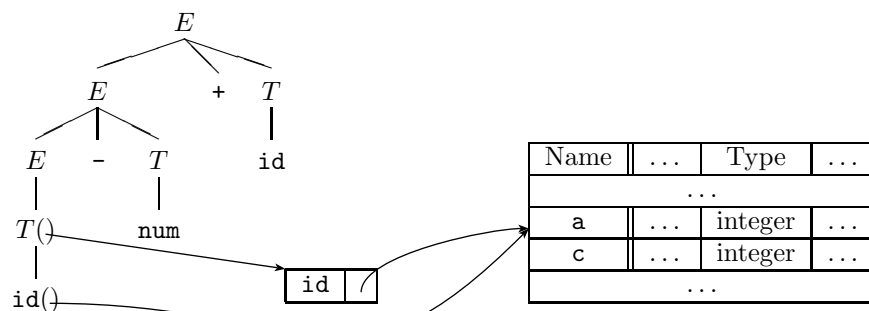 E
E + T
E - T id
Name ... Type ...
...
T() num
a ... integer ...
c ... integer ...
id
id()
...